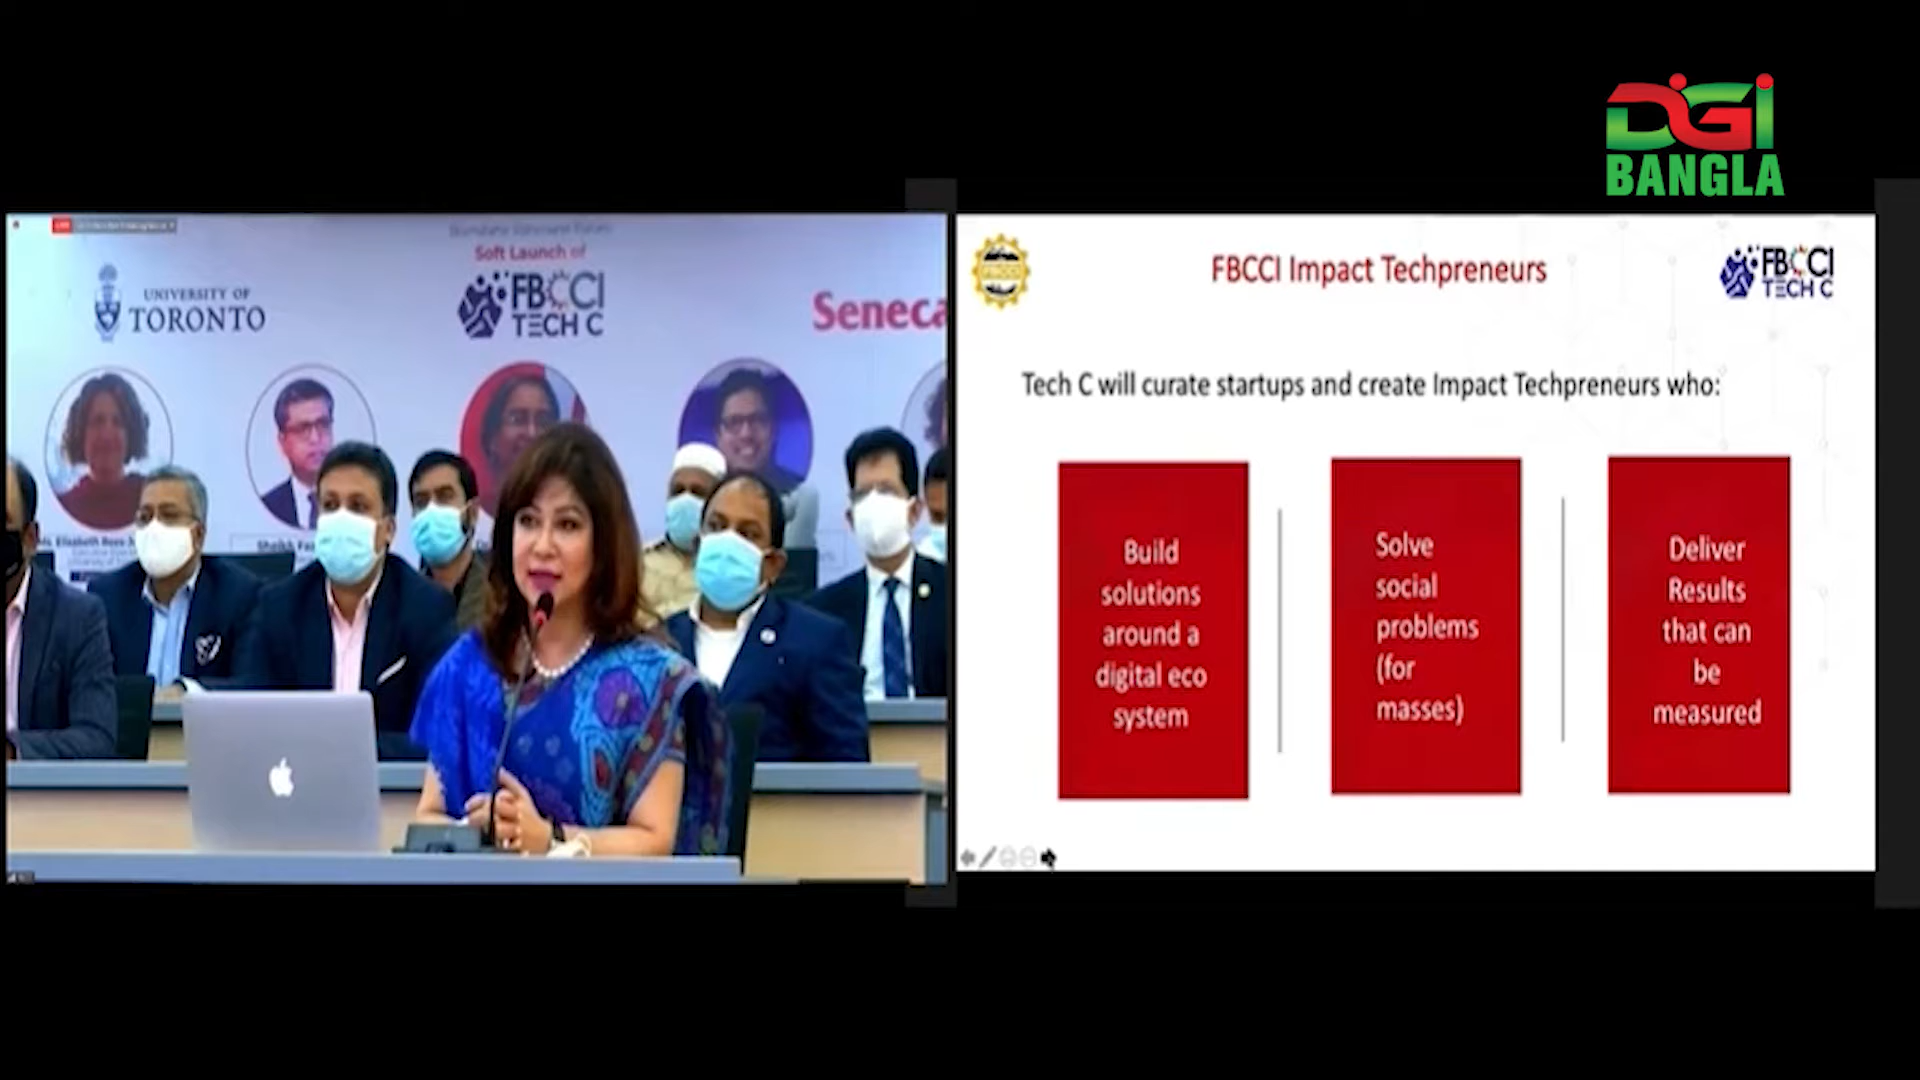 DGI
BANGLA
Soft Launch of
UNIVERSITY OF
TORONTO
FBCCI
TECH C
Seneca
FBCCI
FBCCI Impact Techpreneurs
FBCCI
TECH C
Tech C will curate startups and create Impact Techpreneurs who:
Build
solutions
around a
digital eco
system
Solve
social
problems
(for
masses)
Deliver
Results
that can
be
measured